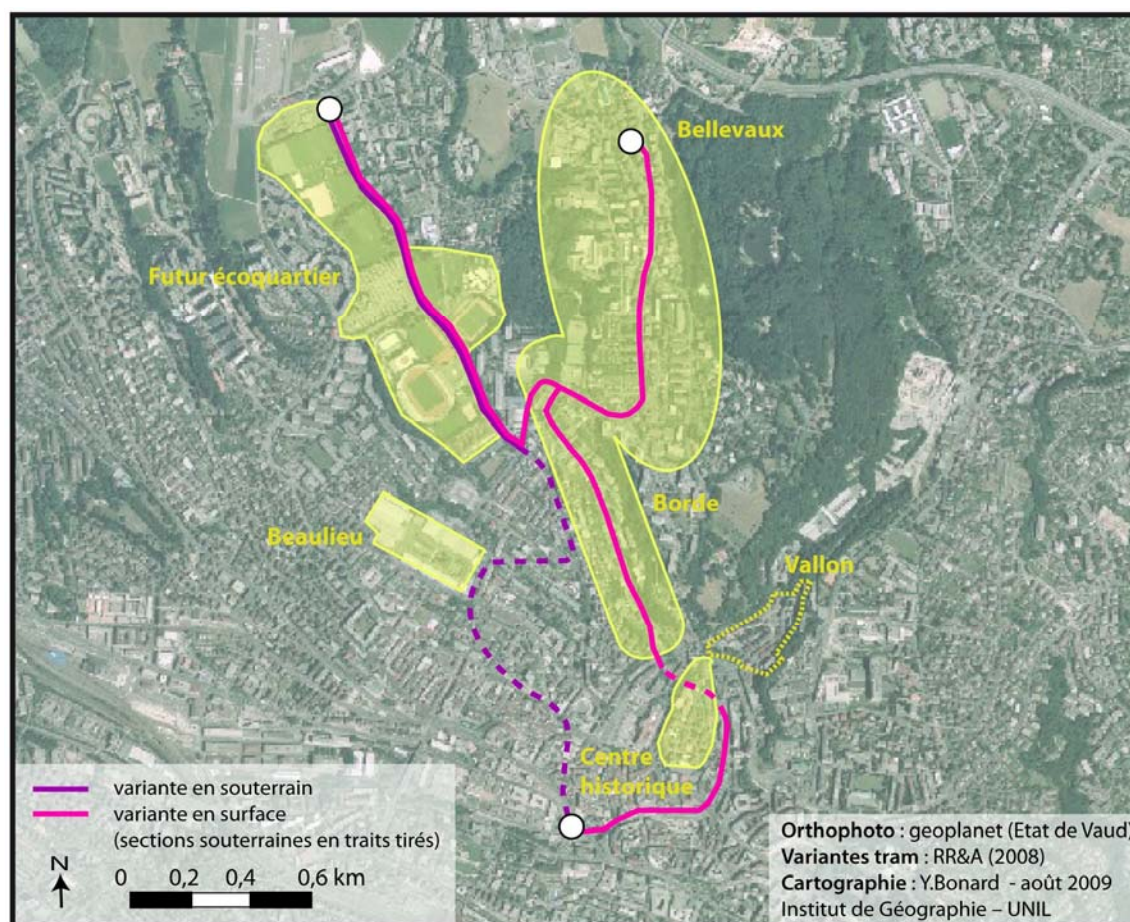 Bellevaux
Futur écoquartier
Borde
Beaulieu
Vallon
Centre
historique
variante en souterrain
variante en surface
(sections souterraines en traits tirés)
N
0 0,2 0,4 0,6 km
Orthophoto : geoplanet (Etat de Vaud)
Variantes tram : RR&A (2008)
Cartographie : Y.Bonard - août 2009
Institut de Géographie – UNIL